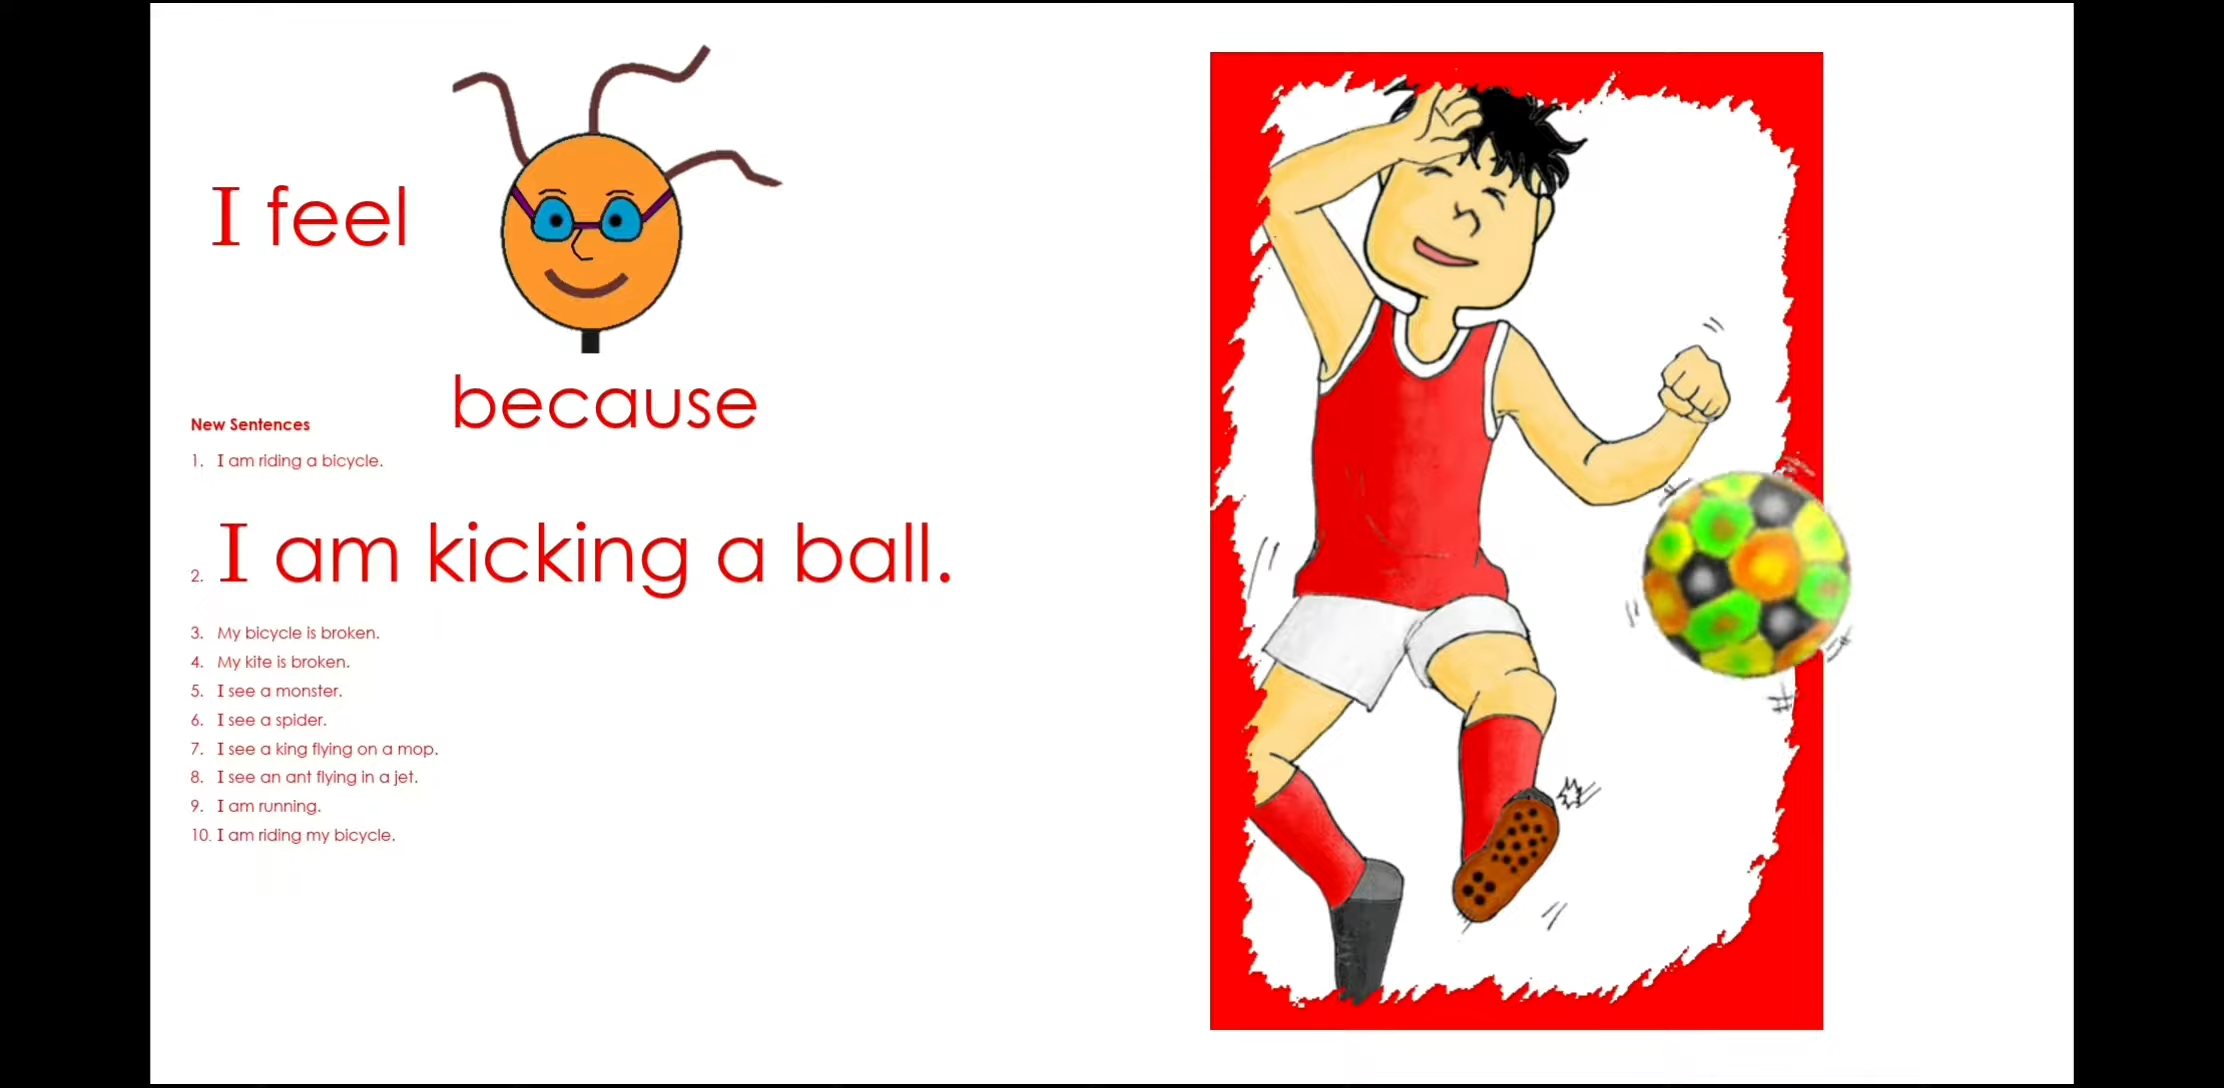 I feel
because
New Sentences
1. I am riding a bicycle.
2. I am kicking a ball.
3. My bicycle is broken.
4. My kite is broken.
5. I see a monster.
6. I see a spider.
7. I see a king flying on a mop.
8. I see an ant flying in a jet.
9. I am running.
10. I am riding my bicycle.